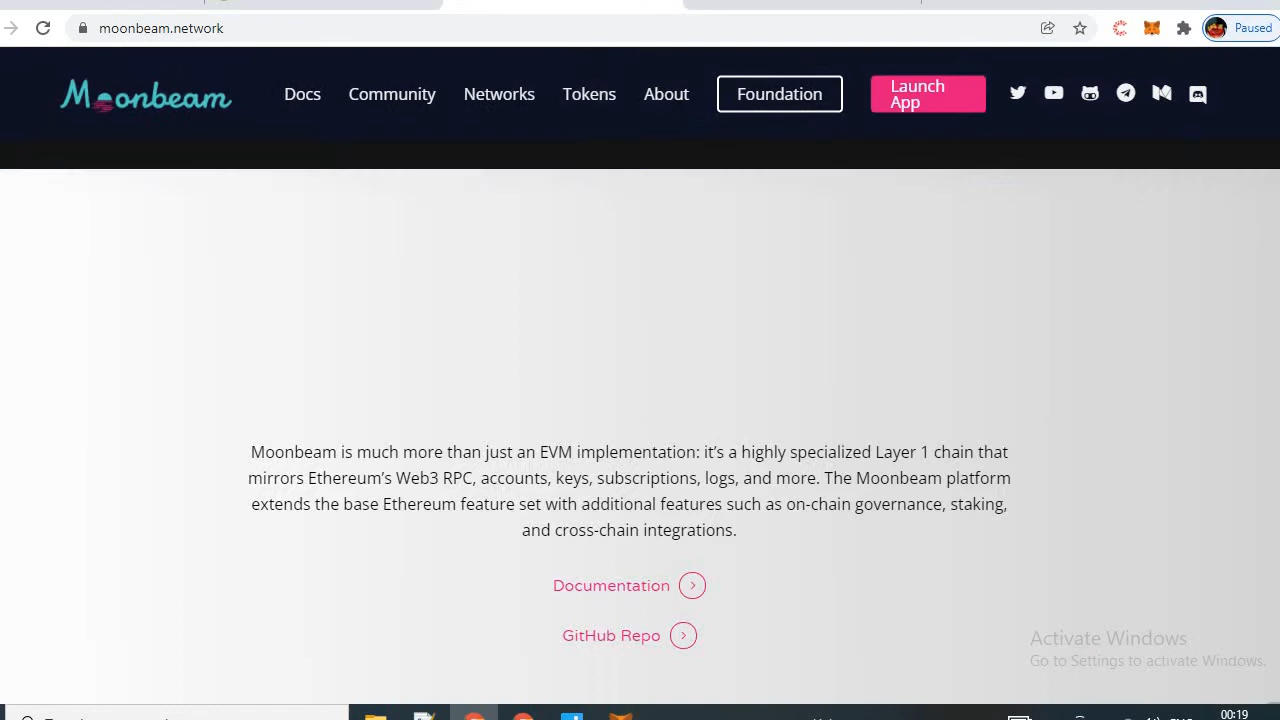 moonbeam.network
Paused
Moonbeam
Docs
Community
Networks
Tokens
About
Foundation
Launch
App
Moonbeam is much more than just an EVM implementation: it’s a highly specialized Layer 1 chain that
mirrors Ethereum’s Web3 RPC, accounts, keys, subscriptions, logs, and more. The Moonbeam platform
extends the base Ethereum feature set with additional features such as on-chain governance, staking,
and cross-chain integrations.
Documentation
GitHub Repo
Activate Windows
Go to Settings to activate Windows.
00:19